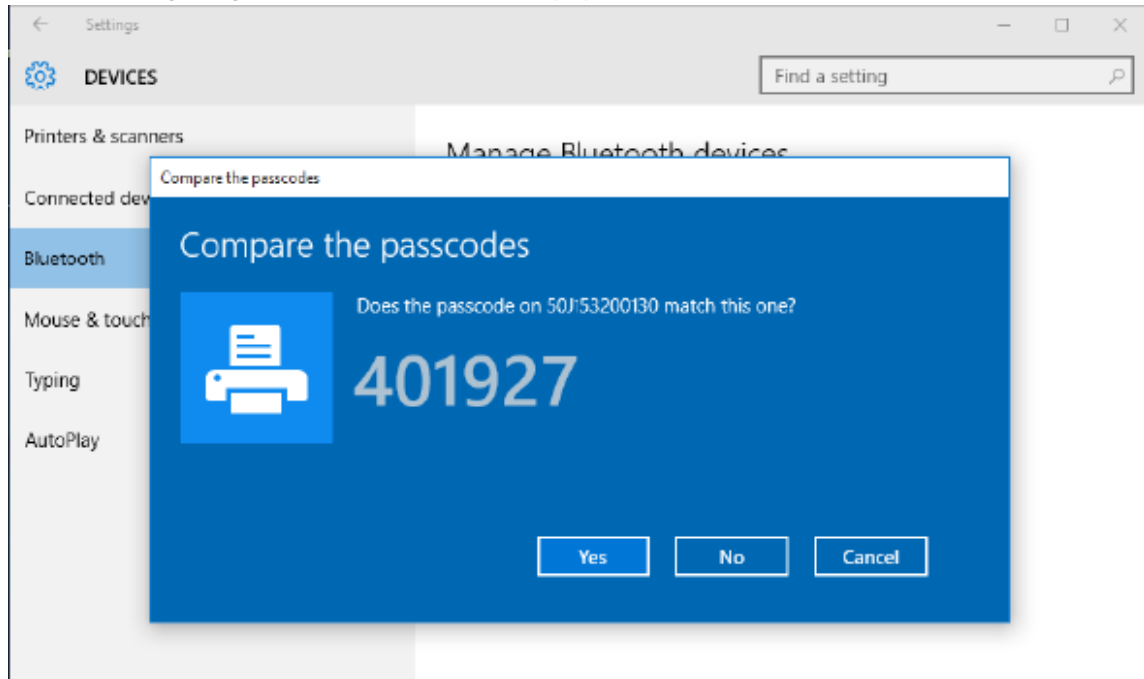 Settings
DEVICES
Find a setting
Printers & scanners
Manage Bluetooth devices
Compare the passcodes
Connected dev
Bluetooth
Compare the passcodes
Does the passcode on 50J153200130 match this one?
Mouse & touch
401927
Typing
AutoPlay
Yes No Cancel